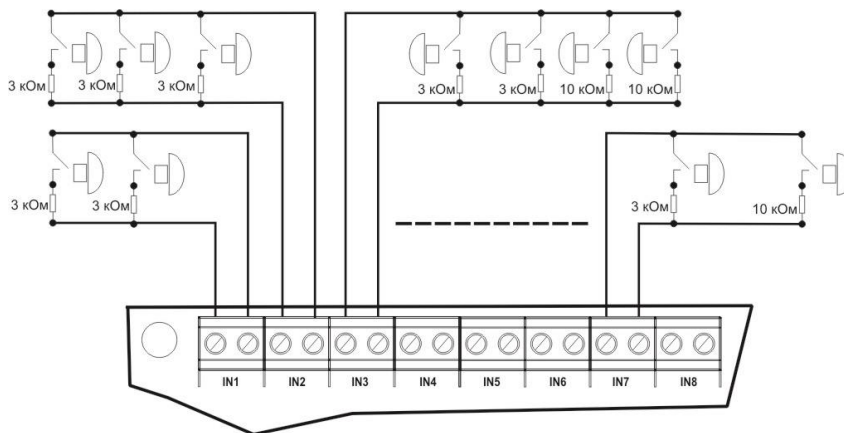 3 кОм 3 кОм 3 кОм 3 кОм 3 кОм 10 кОм 10 кОм
3 кОм 3 кОм 3 кОм 10 кОм
IN1 IN2 IN3 IN4 IN5 IN6 IN7 IN8